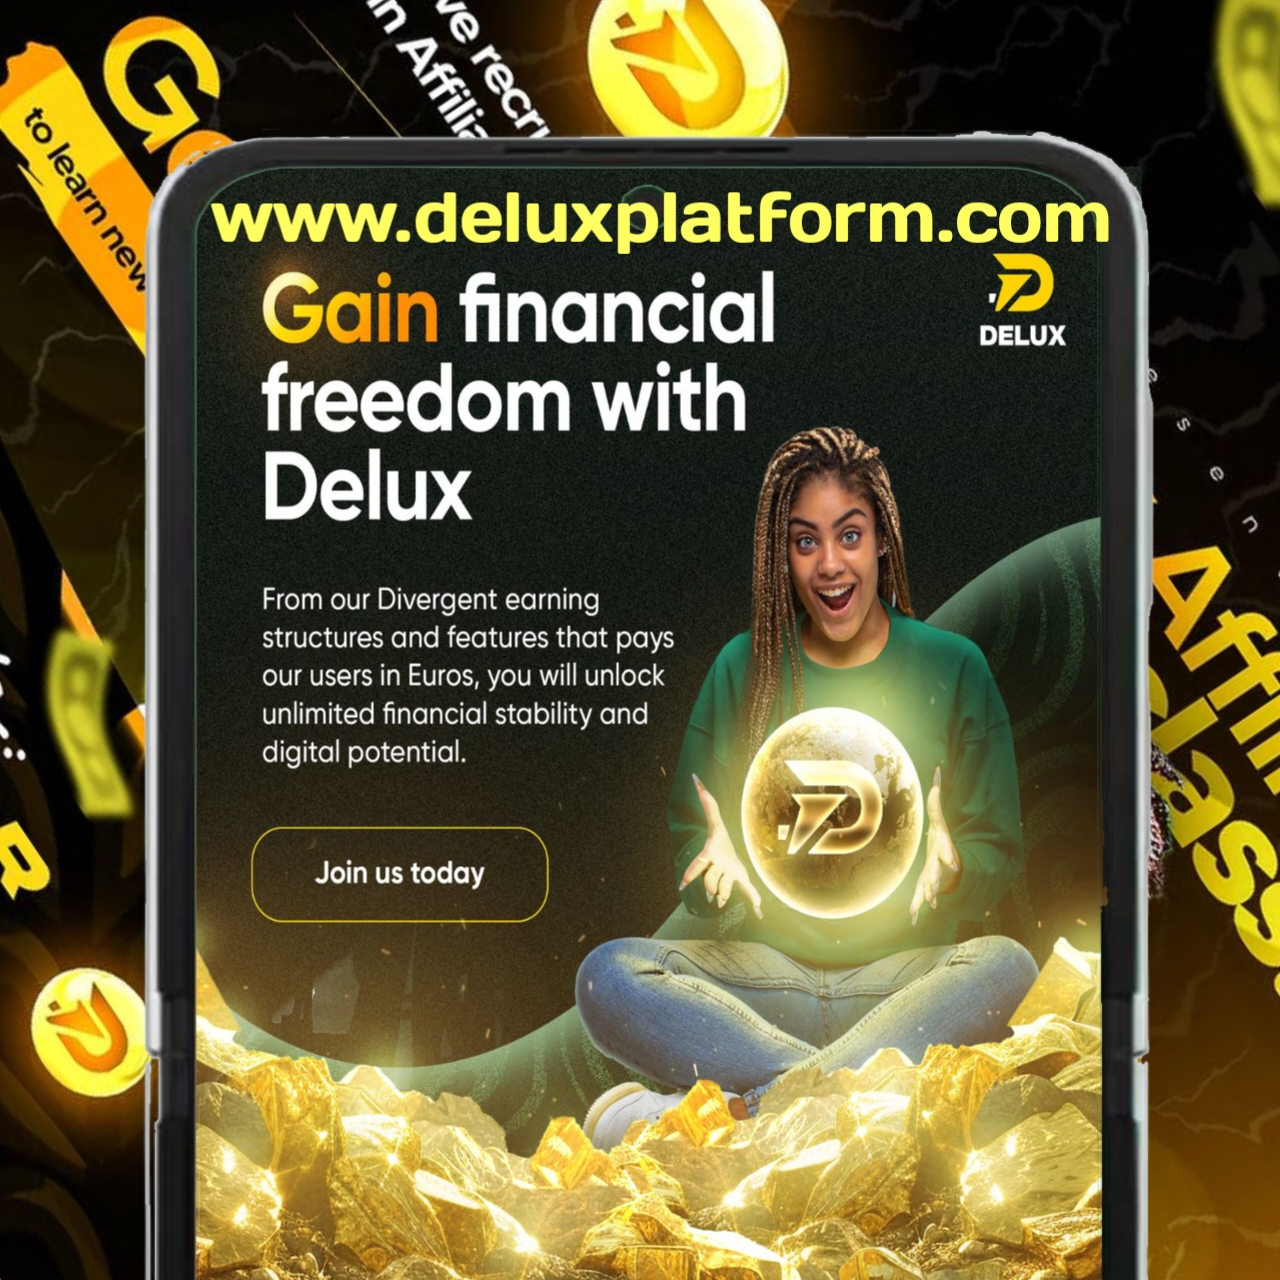 to learn new
www.deluxplatform.com
Gain financial
freedom with
Delux
DELUX
From our Divergent earning
structures and features that pays
our users in Euros, you will unlock
unlimited financial stability and
digital potential.
Join us today